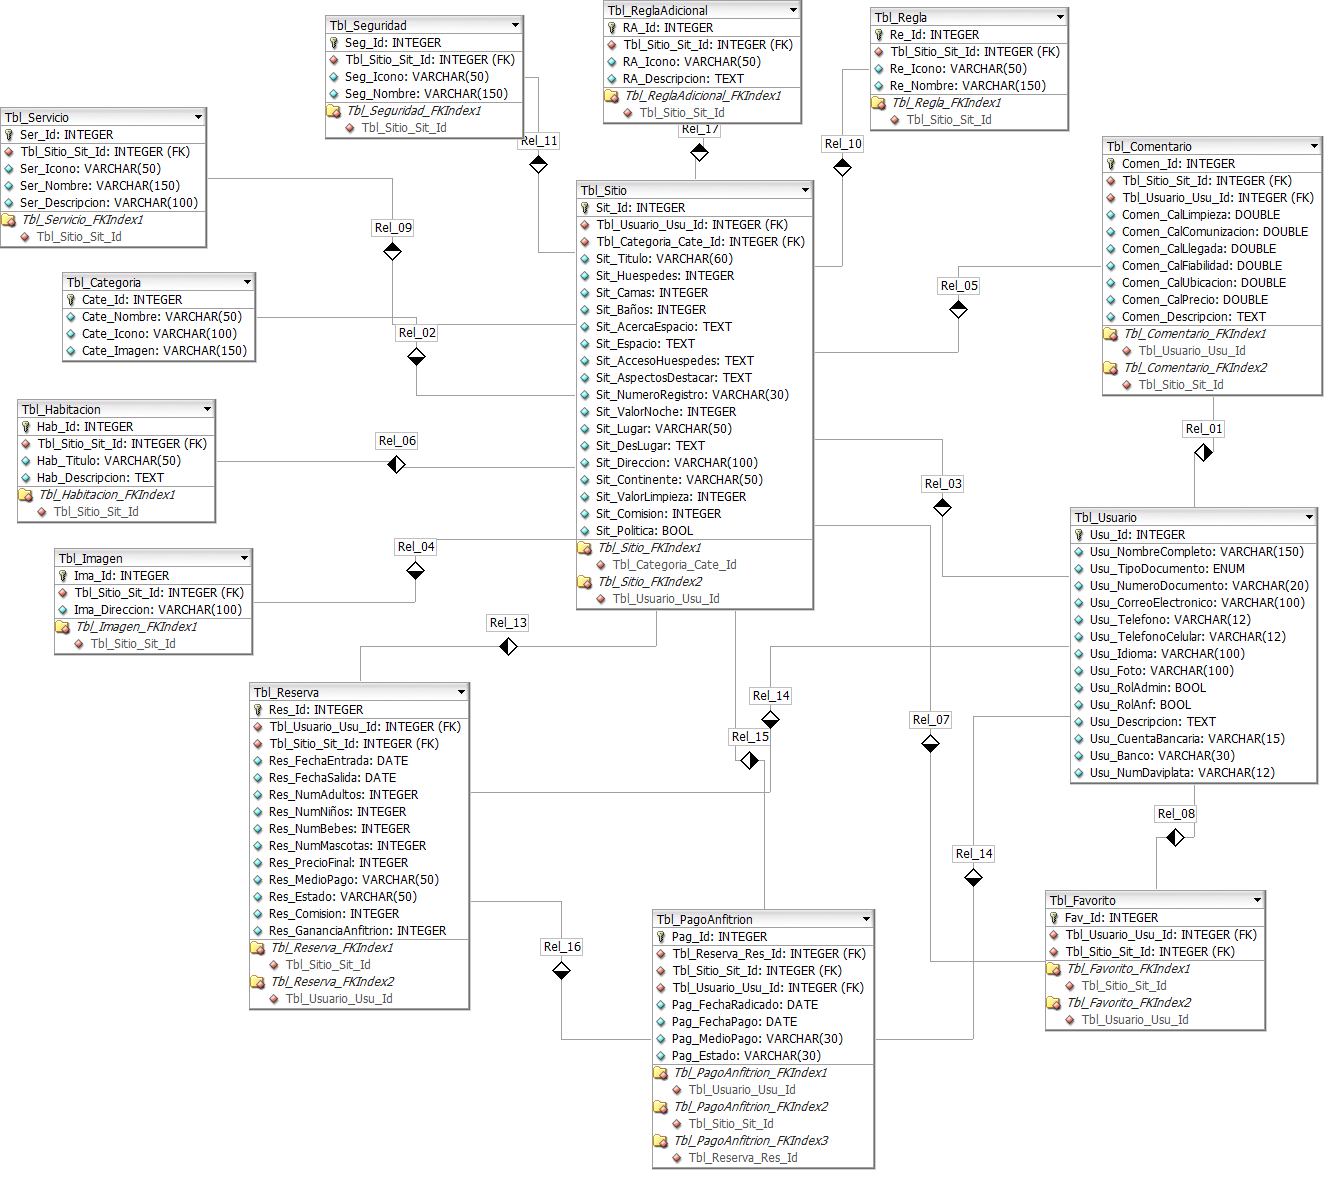 Tbl_Seguridad
Seg_Id: INTEGER
Tbl_Sitio_Sit_Id: INTEGER (FK)
Seg_Icono: VARCHAR(50)
Seg_Nombre: VARCHAR(150)
Tbl_Seguridad_FKIndex1
Tbl_Sitio_Sit_Id
Tbl_ReglaAdicional
RA_Id: INTEGER
Tbl_Sitio_Sit_Id: INTEGER (FK)
RA_Icono: VARCHAR(50)
RA_Descripcion: TEXT
Tbl_ReglaAdicional_FKIndex1
Tbl_Sitio_Sit_Id
Tbl_Regla
Re_Id: INTEGER
Tbl_Sitio_Sit_Id: INTEGER (FK)
Re_Icono: VARCHAR(50)
Re_Nombre: VARCHAR(150)
Tbl_Regla_FKIndex1
Tbl_Sitio_Sit_Id
Rel_11
Rel_17
Rel_10
Tbl_Servicio
Ser_Id: INTEGER
Tbl_Sitio_Sit_Id: INTEGER (FK)
Ser_Icono: VARCHAR(50)
Ser_Nombre: VARCHAR(150)
Ser_Descripcion: VARCHAR(100)
Tbl_Servicio_FKIndex1
Tbl_Sitio_Sit_Id
Rel_09
Tbl_Categoria
Cate_Id: INTEGER
Cate_Nombre: VARCHAR(50)
Cate_Icono: VARCHAR(100)
Cate_Imagen: VARCHAR(150)
Rel_02
Tbl_Habitacion
Hab_Id: INTEGER
Tbl_Sitio_Sit_Id: INTEGER (FK)
Hab_Titulo: VARCHAR(50)
Hab_Descripcion: TEXT
Tbl_Habitacion_FKIndex1
Tbl_Sitio_Sit_Id
Rel_06
Tbl_Imagen
Ima_Id: INTEGER
Tbl_Sitio_Sit_Id: INTEGER (FK)
Ima_Direccion: VARCHAR(100)
Tbl_Imagen_FKIndex1
Tbl_Sitio_Sit_Id
Rel_04
Tbl_Sitio
Sit_Id: INTEGER
Tbl_Usuario_Usu_Id: INTEGER (FK)
Tbl_Categoria_Cate_Id: INTEGER (FK)
Sit_Titulo: VARCHAR(60)
Sit_Huespedes: INTEGER
Sit_Camas: INTEGER
Sit_Baños: INTEGER
Sit_AcercaEspacio: TEXT
Sit_Espacio: TEXT
Sit_AccesoHuespedes: TEXT
Sit_AspectosDestacar: TEXT
Sit_NumeroRegistro: VARCHAR(30)
Sit_ValorNoche: INTEGER
Sit_Lugar: VARCHAR(50)
Sit_DesLugar: TEXT
Sit_Direccion: VARCHAR(100)
Sit_Continente: VARCHAR(50)
Sit_ValorLimpieza: INTEGER
Sit_Comision: INTEGER
Sit_Politica: BOOL
Tbl_Sitio_FKIndex1
Tbl_Categoria_Cate_Id
Tbl_Sitio_FKIndex2
Tbl_Usuario_Usu_Id
Tbl_Comentario
Comen_Id: INTEGER
Tbl_Sitio_Sit_Id: INTEGER (FK)
Tbl_Usuario_Usu_Id: INTEGER (FK)
Comen_CalLimpieza: DOUBLE
Comen_CalComunizacion: DOUBLE
Comen_CalLlegada: DOUBLE
Comen_CalFiabilidad: DOUBLE
Comen_CalUbicacion: DOUBLE
Comen_CalPrecio: DOUBLE
Comen_Descripcion: TEXT
Tbl_Comentario_FKIndex1
Tbl_Usuario_Usu_Id
Tbl_Comentario_FKIndex2
Tbl_Sitio_Sit_Id
Rel_05
Rel_01
Rel_03
Tbl_Usuario
Usu_Id: INTEGER
Usu_NombreCompleto: VARCHAR(150)
Usu_TipoDocumento: ENUM
Usu_NumeroDocumento: VARCHAR(20)
Usu_CorreoElectronico: VARCHAR(100)
Usu_Telefono: VARCHAR(12)
Usu_TelefonoCelular: VARCHAR(12)
Usu_Idioma: VARCHAR(100)
Usu_Foto: VARCHAR(100)
Usu_RolAdmin: BOOL
Usu_RolAnf: BOOL
Usu_Descripcion: TEXT
Usu_CuentaBancaria: VARCHAR(15)
Usu_Banco: VARCHAR(30)
Usu_NumDaviplata: VARCHAR(12)
Rel_13
Rel_14
Rel_15
Rel_07
Rel_14
Rel_08
Tbl_Reserva
Res_Id: INTEGER
Tbl_Usuario_Usu_Id: INTEGER (FK)
Tbl_Sitio_Sit_Id: INTEGER (FK)
Res_FechaEntrada: DATE
Res_FechaSalida: DATE
Res_NumAdultos: INTEGER
Res_NumNiños: INTEGER
Res_NumBebes: INTEGER
Res_NumMascotas: INTEGER
Res_PrecioFinal: INTEGER
Res_MedioPago: VARCHAR(50)
Res_Estado: VARCHAR(50)
Res_Comision: INTEGER
Res_GananciaAnfitrion: INTEGER
Tbl_Reserva_FKIndex1
Tbl_Sitio_Sit_Id
Tbl_Reserva_FKIndex2
Tbl_Usuario_Usu_Id
Rel_16
Tbl_PagoAnfitrion
Pag_Id: INTEGER
Tbl_Reserva_Res_Id: INTEGER (FK)
Tbl_Sitio_Sit_Id: INTEGER (FK)
Tbl_Usuario_Usu_Id: INTEGER (FK)
Pag_FechaRadicado: DATE
Pag_FechaPago: DATE
Pag_MedioPago: VARCHAR(30)
Pag_Estado: VARCHAR(30)
Tbl_PagoAnfitrion_FKIndex1
Tbl_Usuario_Usu_Id
Tbl_PagoAnfitrion_FKIndex2
Tbl_Sitio_Sit_Id
Tbl_PagoAnfitrion_FKIndex3
Tbl_Reserva_Res_Id
Tbl_Favorito
Fav_Id: INTEGER
Tbl_Usuario_Usu_Id: INTEGER (FK)
Tbl_Sitio_Sit_Id: INTEGER (FK)
Tbl_Favorito_FKIndex1
Tbl_Sitio_Sit_Id
Tbl_Favorito_FKIndex2
Tbl_Usuario_Usu_Id